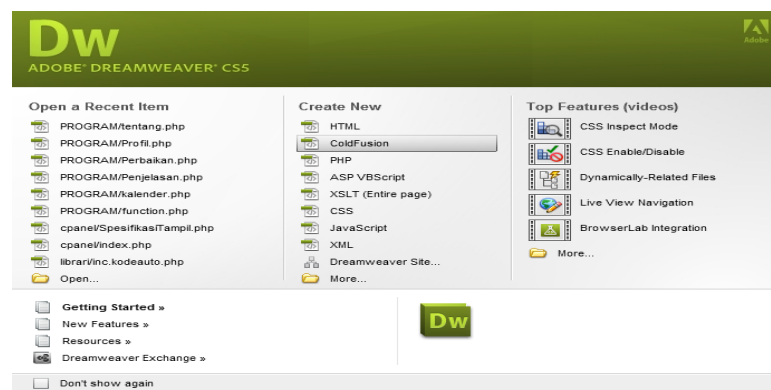 Dw
ADOBE® DREAMWEAVER® CS5
Adobe
Open a Recent Item
PROGRAM/tentang.php
PROGRAM/Profil.php
PROGRAM/Perbaikan.php
PROGRAM/Penjelasan.php
PROGRAM/kalender.php
PROGRAM/function.php
cpanel/SpesifikasiTampil.php
cpanel/index.php
librari/inc.kodeauto.php
Open...
Create New
HTML
ColdFusion
PHP
ASP VBScript
XSLT (Entire page)
CSS
JavaScript
XML
Dreamweaver Site...
More...
Top Features (videos)
CSS Inspect Mode
CSS Enable/Disable
Dynamically-Related Files
Live View Navigation
BrowserLab Integration
More...
Getting Started »
New Features »
Resources »
Dreamweaver Exchange »
Dw
Don't show again